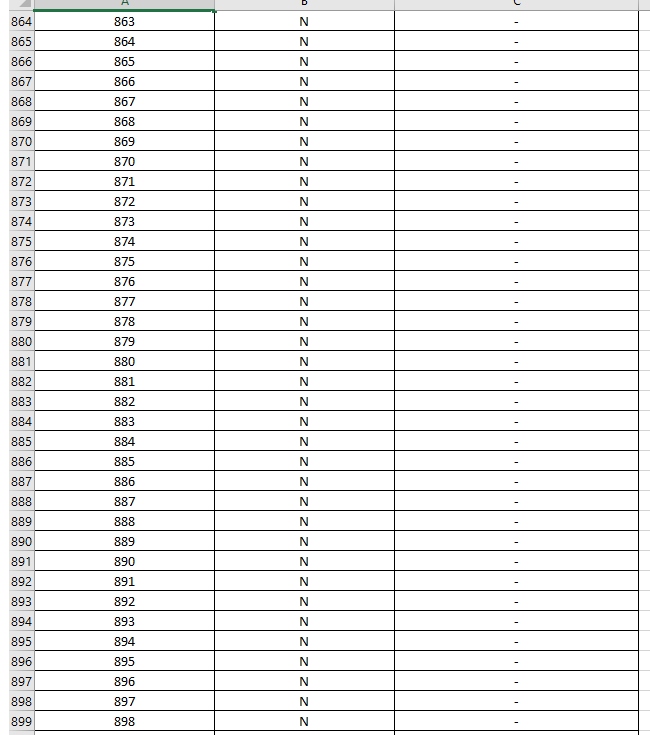 A B C
864 863 N -
865 864 N -
866 865 N -
867 866 N -
868 867 N -
869 868 N -
870 869 N -
871 870 N -
872 871 N -
873 872 N -
874 873 N -
875 874 N -
876 875 N -
877 876 N -
878 877 N -
879 878 N -
880 879 N -
881 880 N -
882 881 N -
883 882 N -
884 883 N -
885 884 N -
886 885 N -
887 886 N -
888 887 N -
889 888 N -
890 889 N -
891 890 N -
892 891 N -
893 892 N -
894 893 N -
895 894 N -
896 895 N -
897 896 N -
898 897 N -
899 898 N -